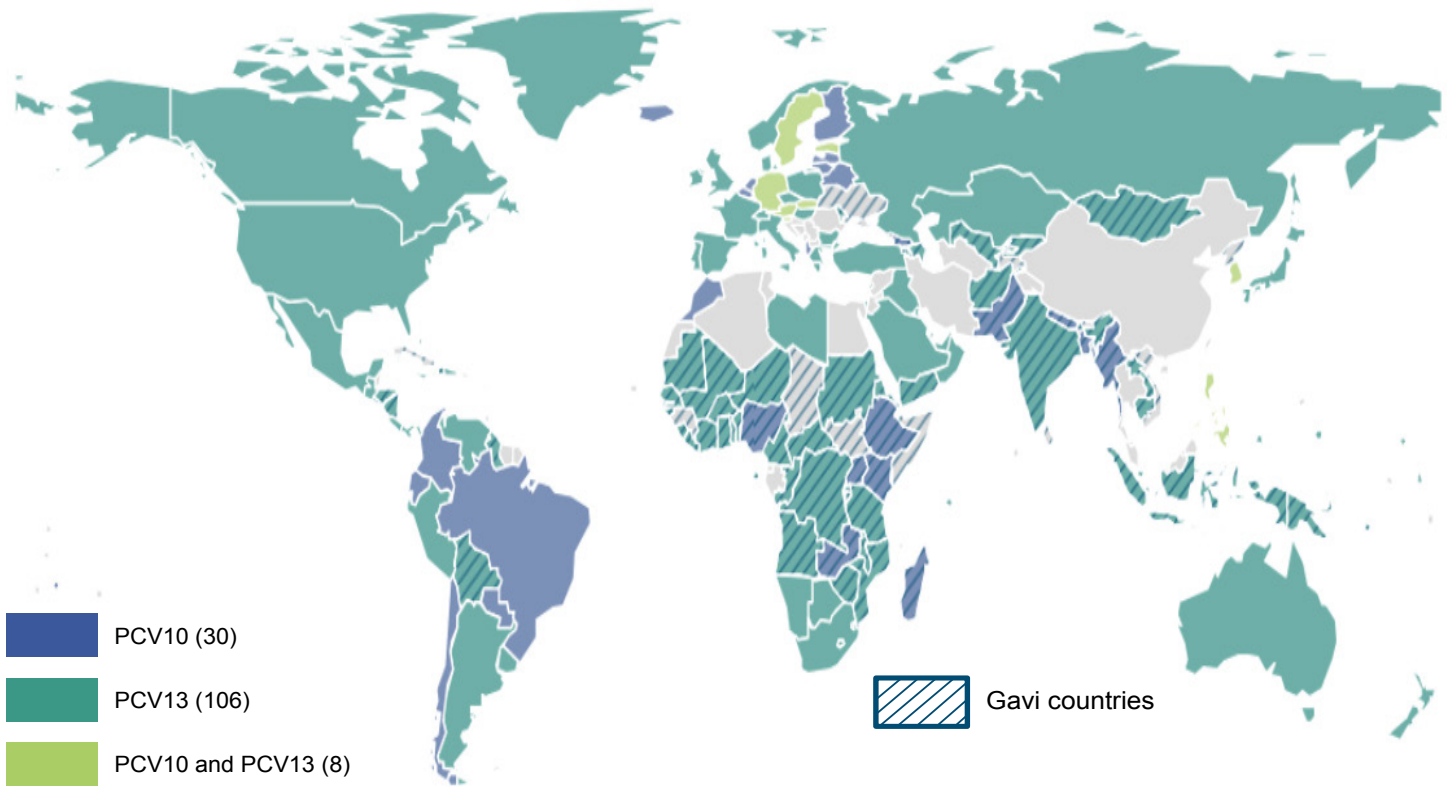 PCV10 (30)
PCV13 (106)
Gavi countries
PCV10 and PCV13 (8)